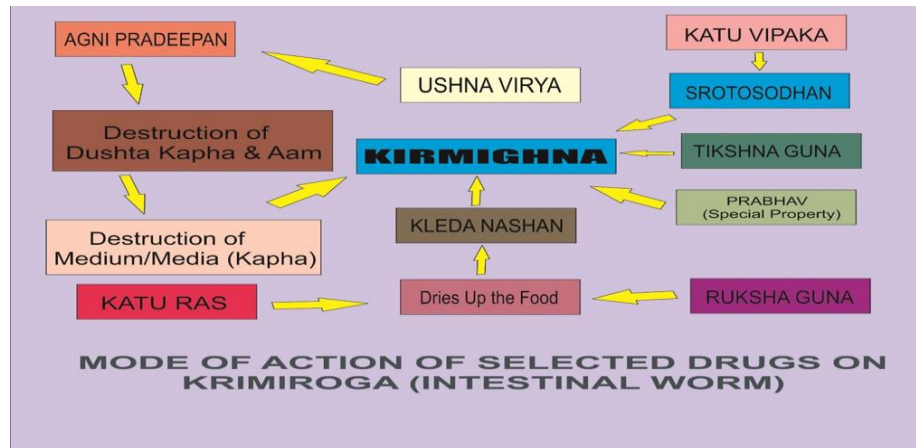 AGNI PRADEEPAN
KATU VIPAKA
USHNA VIRYA
SROTOSODHAN
Destruction of
Dushta Kapha & Aam
KIRMIGHNA
TIKSHNA GUNA
PRABHAV
(Special Property)
KLEDA NASHAN
Destruction of
Medium/Media (Kapha)
KATU RAS
Dries Up the Food
RUKSHA GUNA
MODE OF ACTION OF SELECTED DRUGS ON
KRIMIROGA (INTESTINAL WORM)